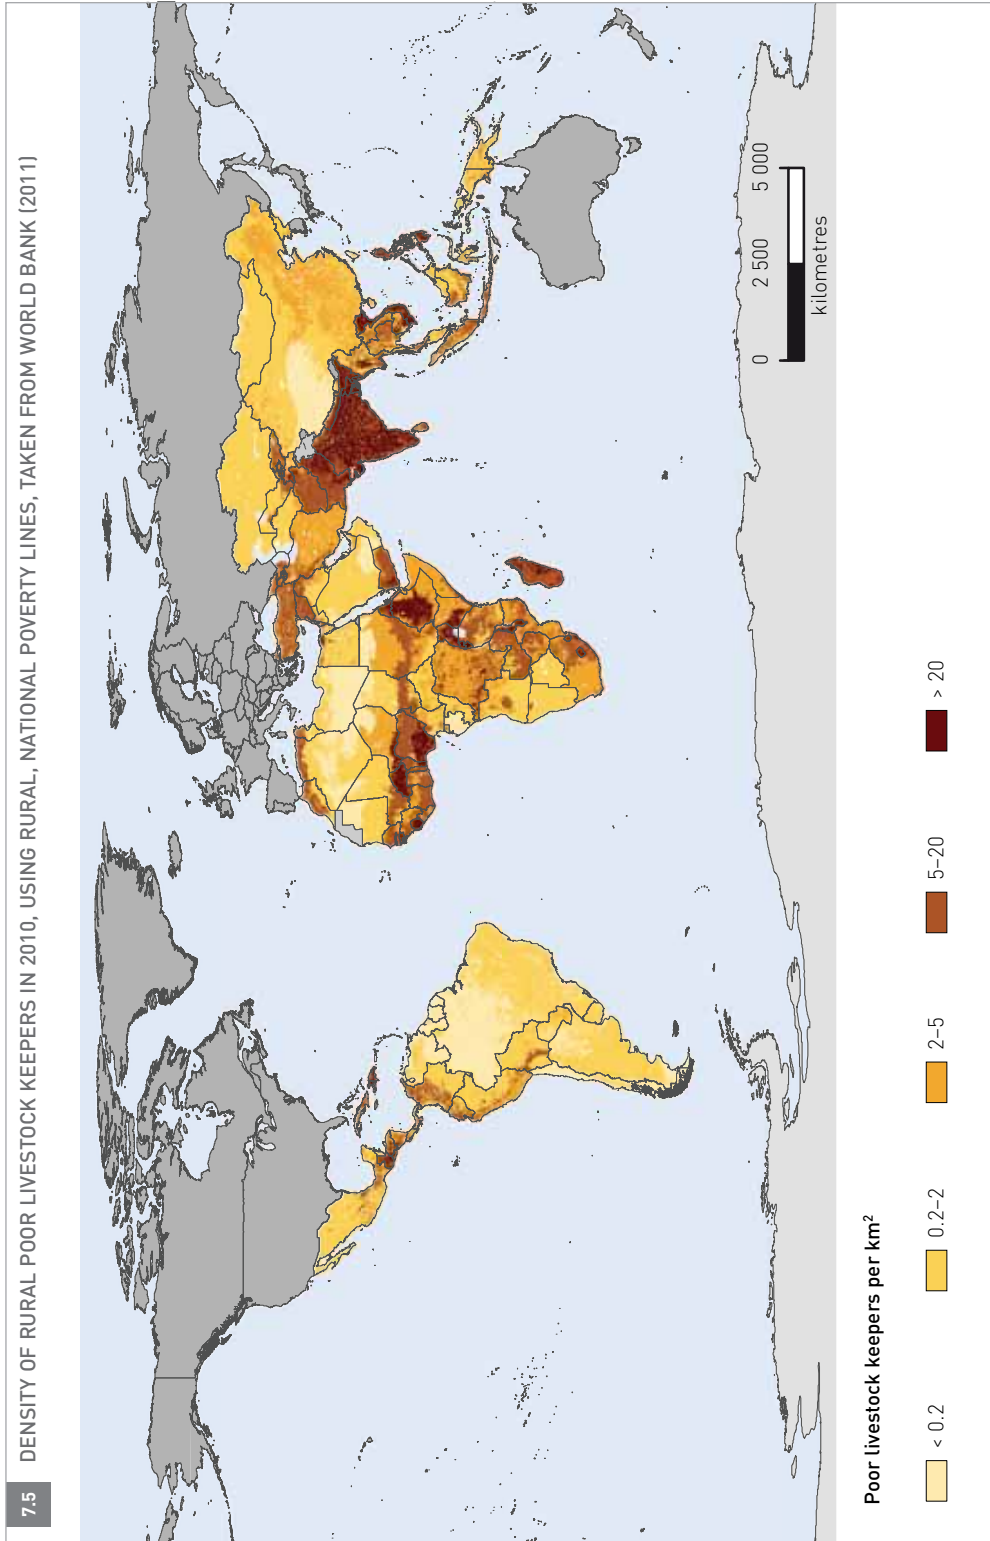 7.5 DENSITY OF RURAL POOR LIVESTOCK KEEPERS IN 2010, USING RURAL, NATIONAL POVERTY LINES, TAKEN FROM WORLD BANK (2011)
0 2 500 5 000
kilometres
Poor livestock keepers per km²
< 0.2 0.2–2 2–5 5–20 > 20